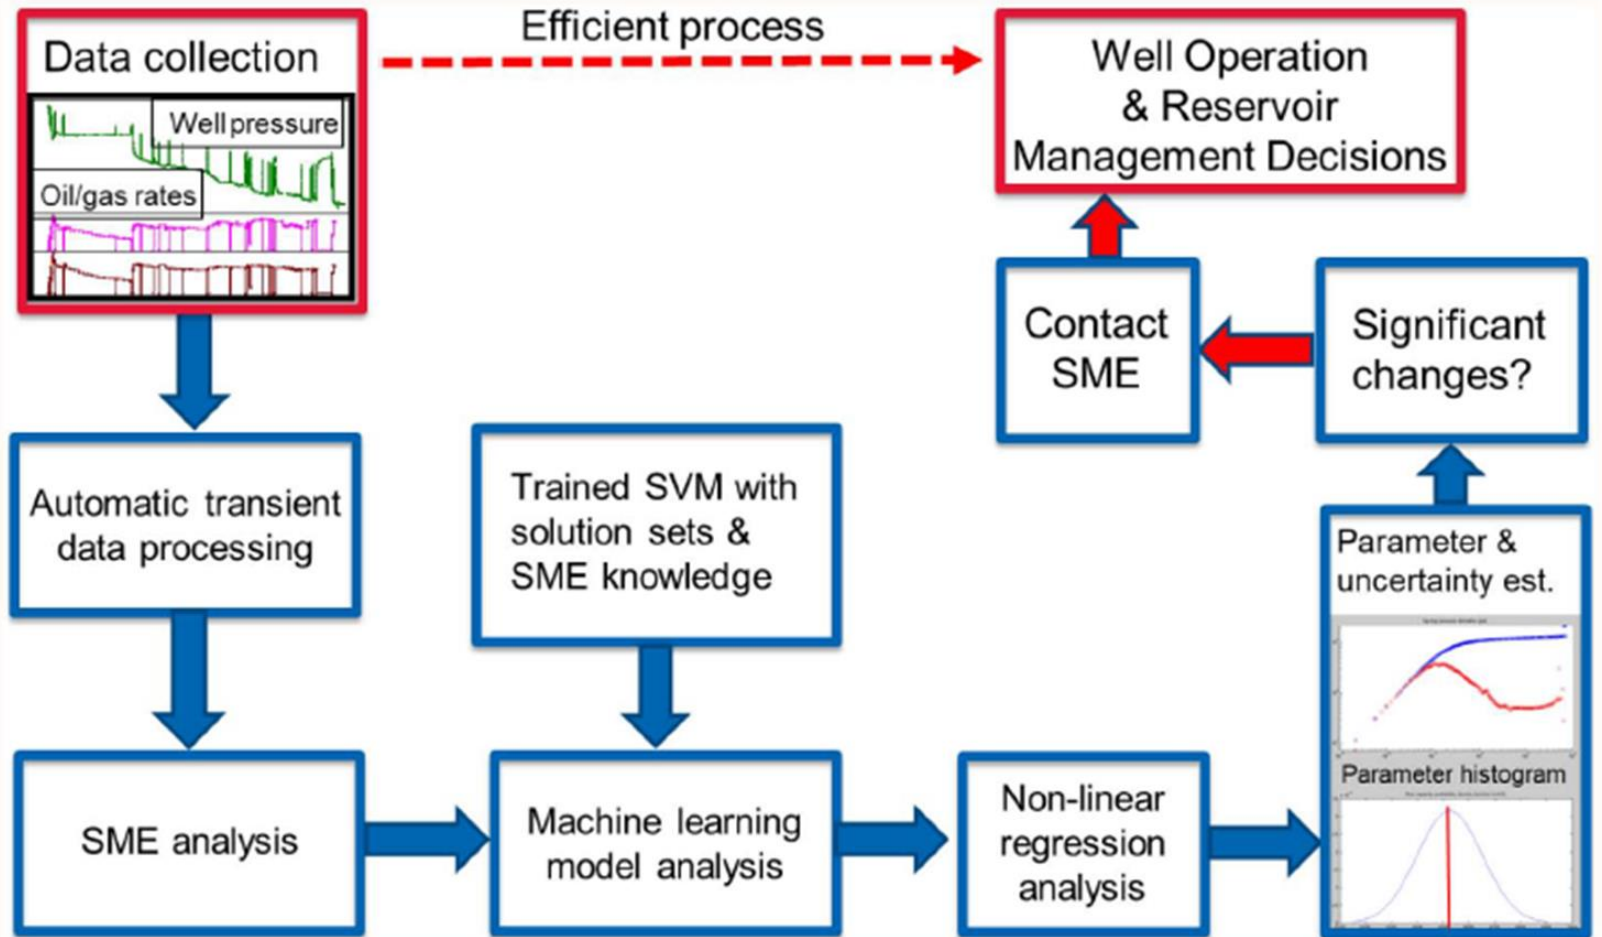 Data collection
Well pressure
Oil/gas rates
Efficient process
Well Operation
& Reservoir
Management Decisions
Contact
SME
Significant
changes?
Automatic transient
data processing
Trained SVM with
solution sets &
SME knowledge
Parameter &
uncertainty est.
Parameter histogram
SME analysis
Machine learning
model analysis
Non-linear
regression
analysis